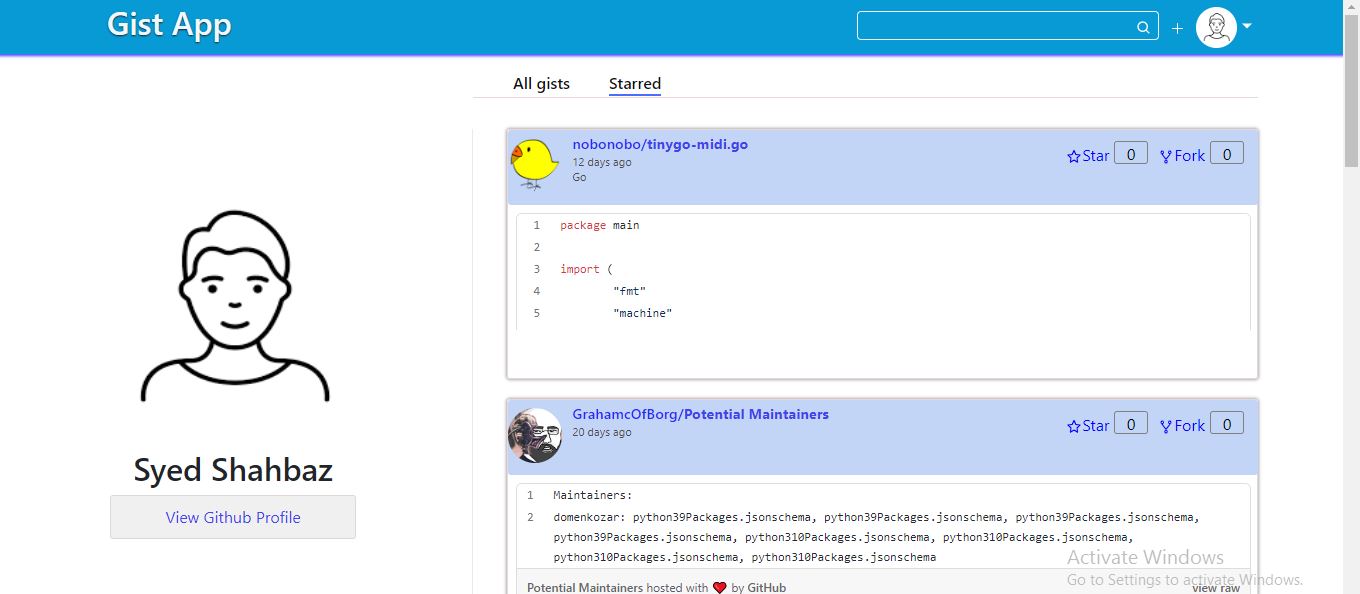 Gist App
All gists
Starred
nobonobo/tinygo-midi.go
12 days ago
Go
Star 0 Fork 0
1 package main
2
3 import (
4 "fmt"
5 "machine"
GrahamcOfBorg/Potential Maintainers
20 days ago
Star 0 Fork 0
1 Maintainers:
2 domenkozar: python39Packages.jsonschema, python39Packages.jsonschema, python39Packages.jsonschema,
python39Packages.jsonschema, python310Packages.jsonschema, python310Packages.jsonschema,
python310Packages.jsonschema, python310Packages.jsonschema
Potential Maintainers hosted with ❤ by GitHub
view raw
Syed Shahbaz
View Github Profile
Activate Windows
Go to Settings to activate Windows.